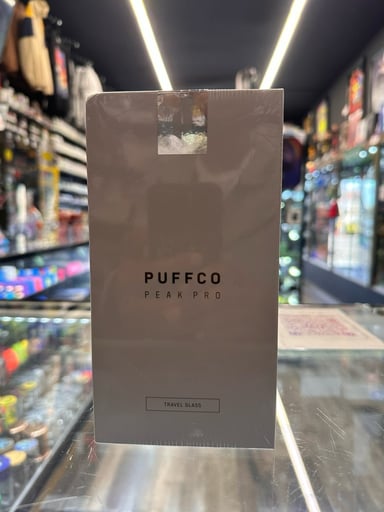 PUFFCO
PEAK PRO
TRAVEL GLASS